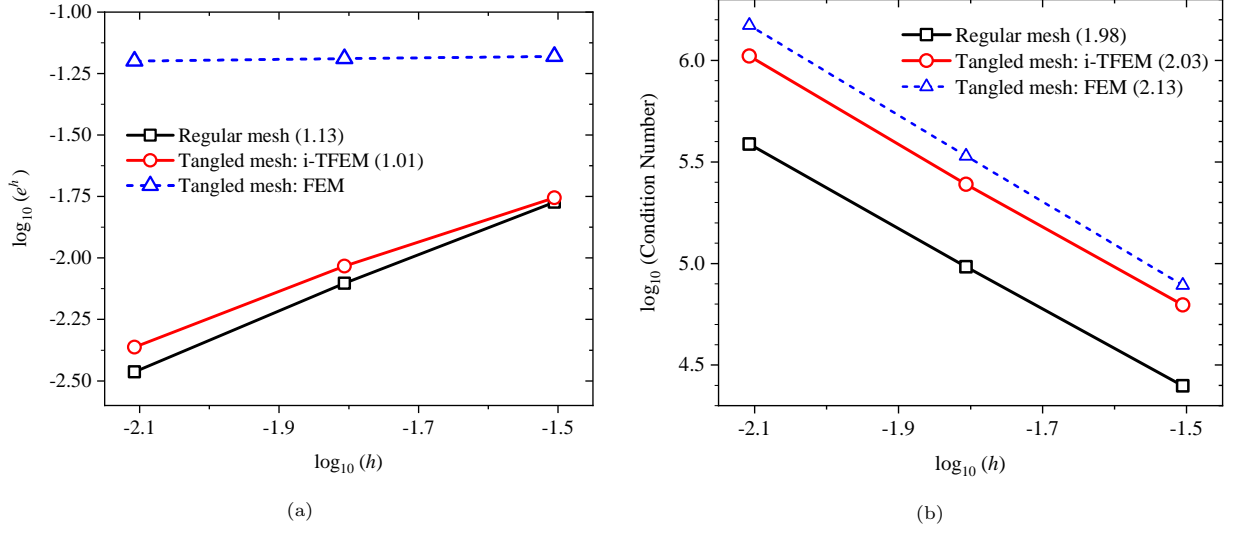 -1.00
-1.25
-1.50
-1.75
-2.00
-2.25
-2.50
log10 (e^h)
Regular mesh (1.13)
Tangled mesh: i-TFEM (1.01)
Tangled mesh: FEM
-2.1 -1.9 -1.7 -1.5
log10 (h)
(a)
6.0
5.5
5.0
4.5
log10 (Condition Number)
Regular mesh (1.98)
Tangled mesh: i-TFEM (2.03)
Tangled mesh: FEM (2.13)
-2.1 -1.9 -1.7 -1.5
log10 (h)
(b)